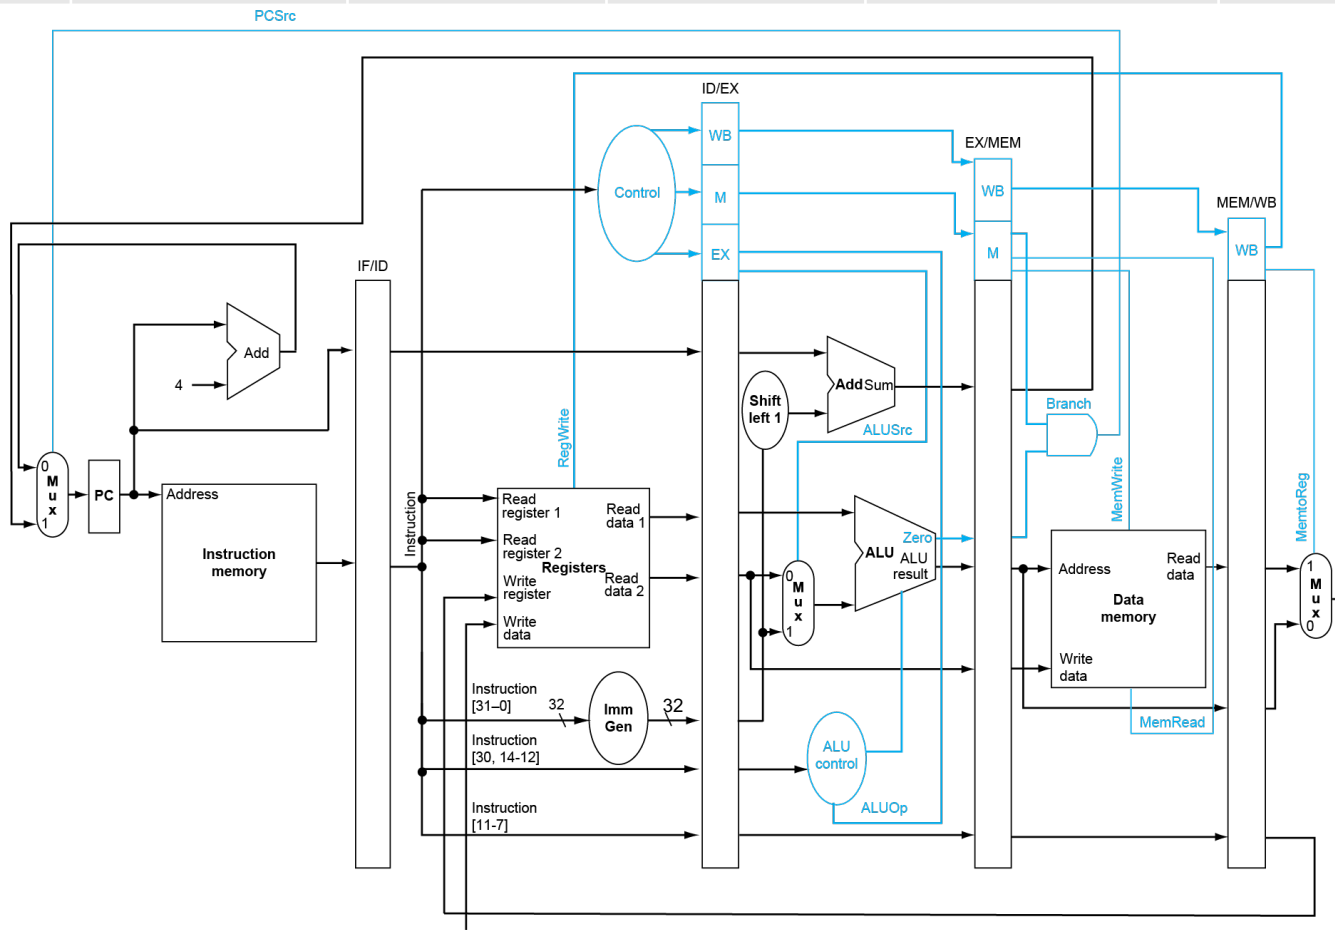 PCSrc
ID/EX
WB
EX/MEM
Control
M
WB
MEM/WB
EX
M
WB
IF/ID
Add
4
Shift
left 1
Add Sum
ALUSrc
Branch
RegWrite
MemWrite
MemtoReg
0
M
u
x
1
PC
Address
Instruction
memory
Instruction
Read
register 1
Read
data 1
Read
register 2
Registers
Write
register
Read
data 2
Write
data
Zero
ALU
ALU
result
0
M
u
x
1
Address
Read
data
Data
memory
Write
data
1
M
u
x
0
Instruction
[31–0]
32
Imm
Gen
32
Instruction
[30, 14-12]
ALU
control
MemRead
Instruction
[11-7]
ALUOp